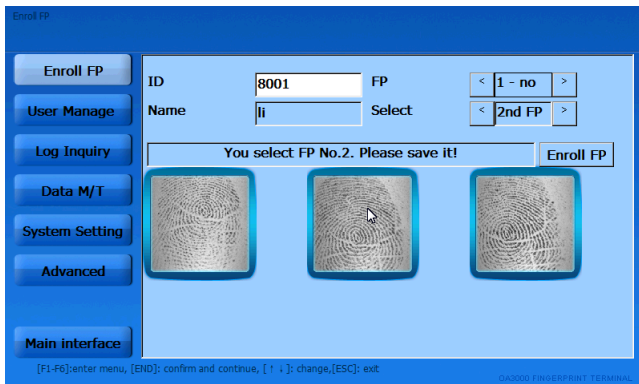 Enroll FP
Enroll FP
ID 8001 FP < 1 - no >
User Manage Name li Select < 2nd FP >
Log Inquiry You select FP No.2. Please save it! Enroll FP
Data M/T
System Setting
Advanced
Main interface
[F1-F6]:enter menu, [END]: confirm and continue, [ ↑ ↓ ]: change,[ESC]: exit
OA2000 FINGERPRINT TERMINAL